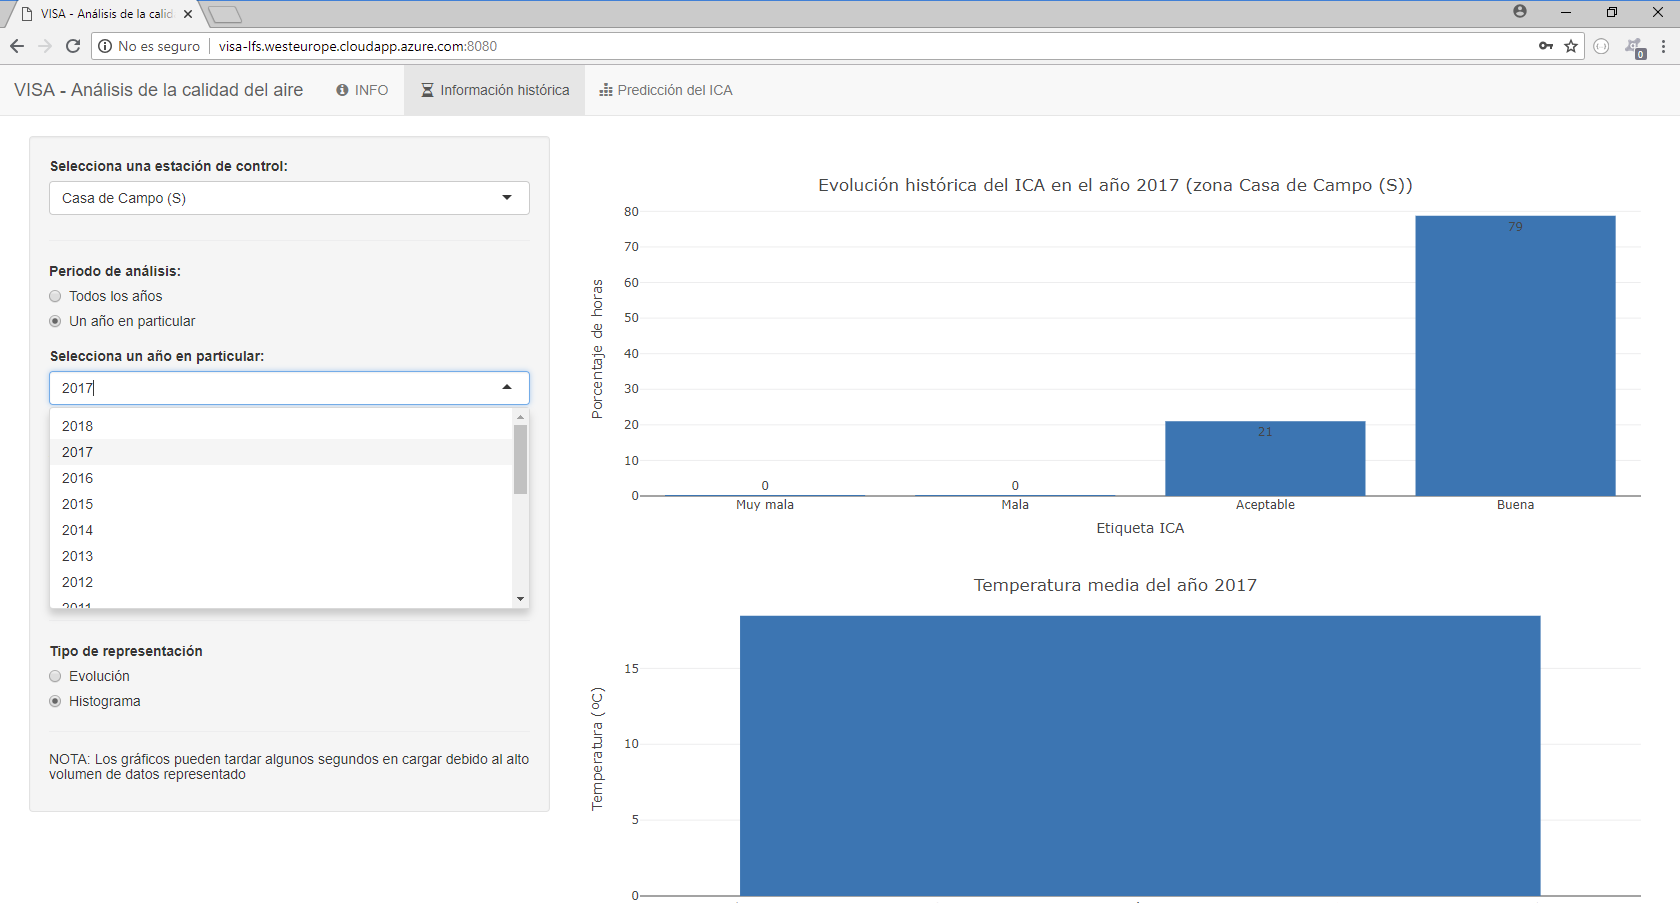 VISA - Análisis de la calid
No es seguro
visa-lfs.westeurope.cloudapp.azure.com:8080
0
VISA - Análisis de la calidad del aire
INFO
Información histórica
Predicción del ICA
Selecciona una estación de control:
Casa de Campo (S)
Periodo de análisis:
Todos los años
Un año en particular
Selecciona un año en particular:
2017
2018
2017
2016
2015
2014
2013
2012
2011
Tipo de representación
Evolución
Histograma
NOTA: Los gráficos pueden tardar algunos segundos en cargar debido al alto
volumen de datos representado
Evolución histórica del ICA en el año 2017 (zona Casa de Campo (S))
Porcentaje de horas
80
70
60
50
40
30
20
10
0
0
0
21
79
Muy mala
Mala
Aceptable
Buena
Etiqueta ICA
Temperatura media del año 2017
Temperatura (ºC)
15
10
5
0